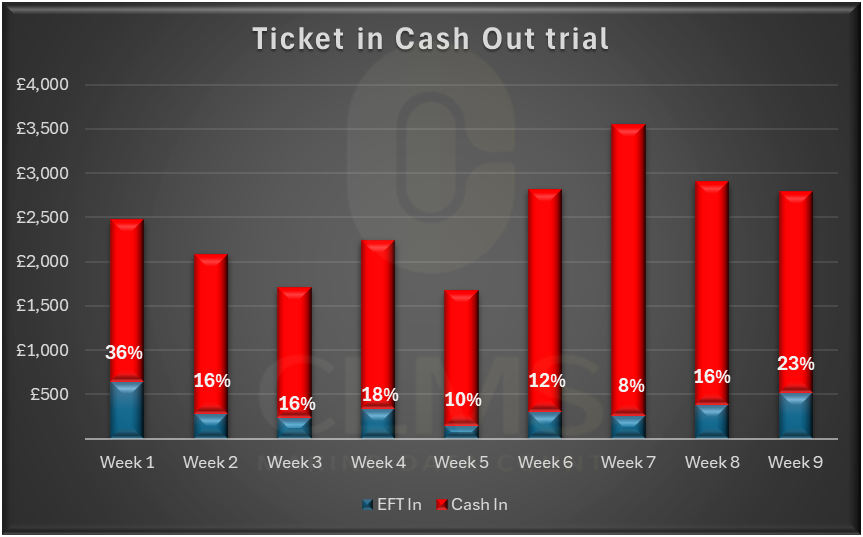 Ticket in Cash Out trial
£4,000
£3,500
£3,000
£2,500
£2,000
£1,500
£1,000
£500
36%
16%
16%
18%
10%
12%
8%
16%
23%
Week 1
Week 2
Week 3
Week 4
Week 5
Week 6
Week 7
Week 8
Week 9
EFT In
Cash In